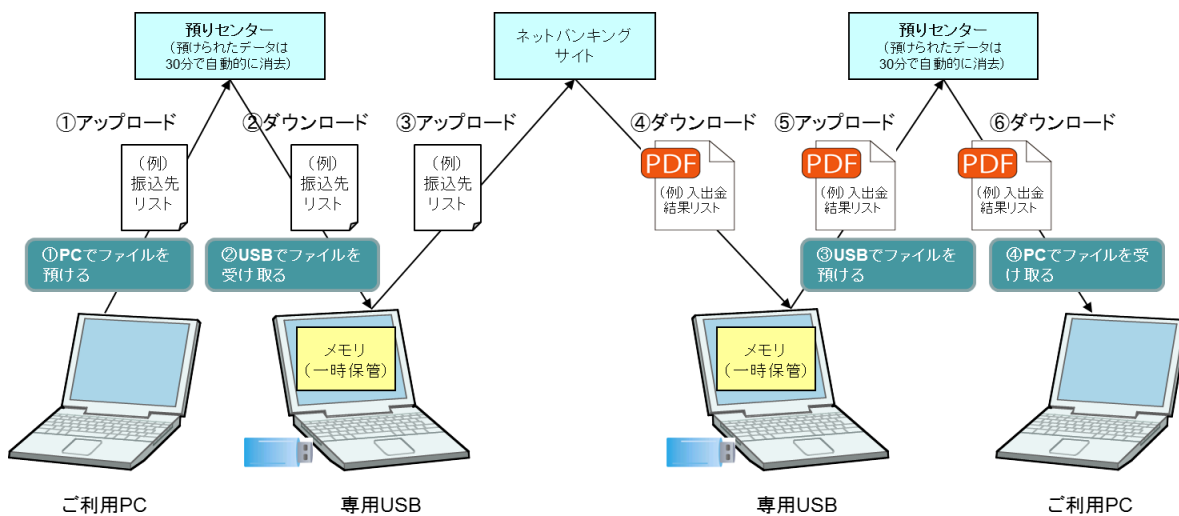 預りセンター
(預けられたデータは
30分で自動的に消去)
ネットバンキング
サイト
預りセンター
(預けられたデータは
30分で自動的に消去)
①アップロード
②ダウンロード
③アップロード
④ダウンロード
⑤アップロード
⑥ダウンロード
(例)
振込先
リスト
(例)
振込先
リスト
(例)
振込先
リスト
PDF
(例)入出金
結果リスト
PDF
(例)入出金
結果リスト
PDF
(例)入出金
結果リスト
①PCでファイルを
預ける
②USBでファイルを
受け取る
③USBでファイルを
預ける
④PCでファイルを受
け取る
メモリ
(一時保管)
メモリ
(一時保管)
ご利用PC
専用USB
専用USB
ご利用PC